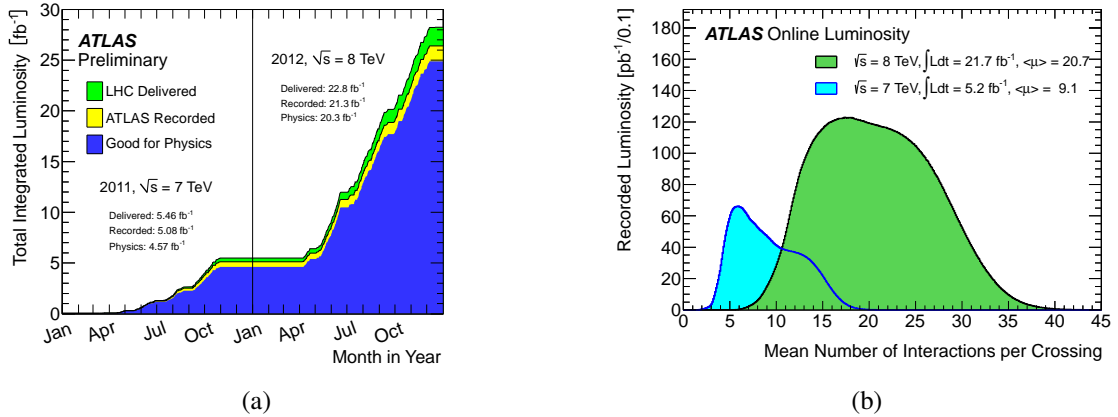 Total Integrated Luminosity [fb⁻¹]
30
25
20
15
10
5
0
ATLAS
Preliminary
LHC Delivered
ATLAS Recorded
Good for Physics
2012, √s = 8 TeV
Delivered: 22.8 fb⁻¹
Recorded: 21.3 fb⁻¹
Physics: 20.3 fb⁻¹
2011, √s = 7 TeV
Delivered: 5.46 fb⁻¹
Recorded: 5.08 fb⁻¹
Physics: 4.57 fb⁻¹
Jan Apr Jul Oct Jan Apr Jul Oct
Month in Year
(a)
Recorded Luminosity [pb⁻¹/0.1]
180
160
140
120
100
80
60
40
20
0
ATLAS Online Luminosity
√s = 8 TeV, ∫Ldt = 21.7 fb⁻¹, <μ> = 20.7
√s = 7 TeV, ∫Ldt = 5.2 fb⁻¹, <μ> = 9.1
0 5 10 15 20 25 30 35 40 45
Mean Number of Interactions per Crossing
(b)